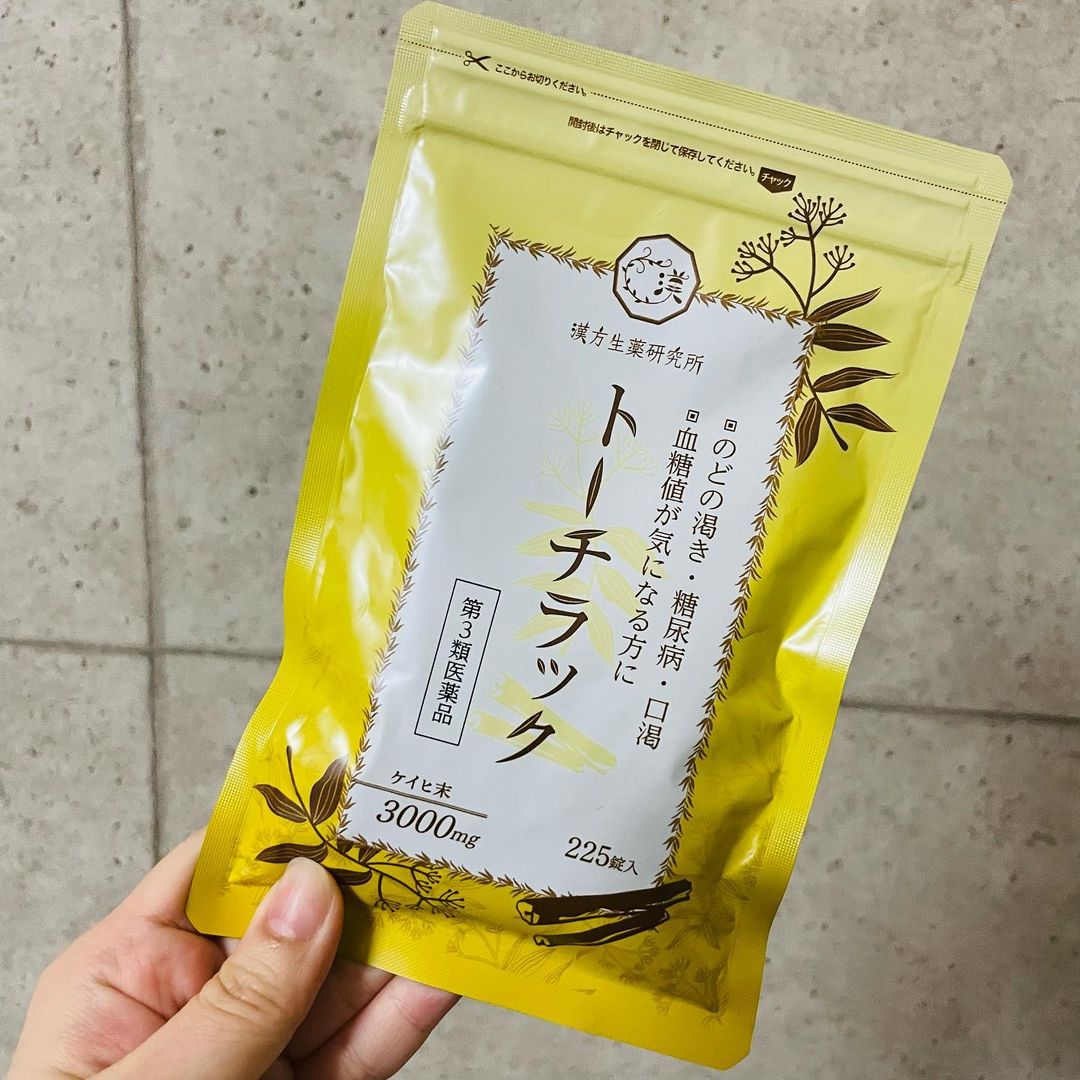 ここからお切りください。
開封後はチャックを閉じて保存してください。
チャック
漢
漢方生薬研究所
▣のどの渇き・糖尿病・口渇
▣血糖値が気になる方に
トーチラック
第3類医薬品
ケイヒ末
3000mg
225錠入